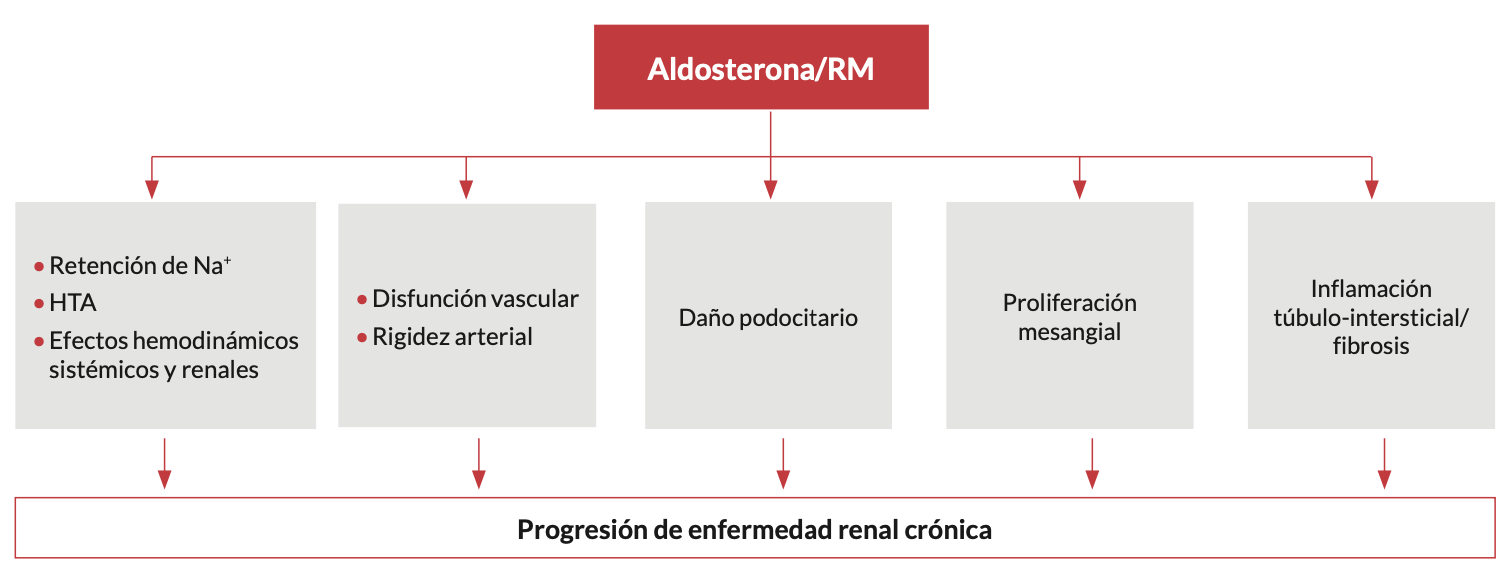 Aldosterona/RM
• Retención de Na⁺
• HTA
• Efectos hemodinámicos
sistémicos y renales
• Disfunción vascular
• Rigidez arterial
Daño podocitario
Proliferación
mesangial
Inflamación
túbulo-intersticial/
fibrosis
Progresión de enfermedad renal crónica